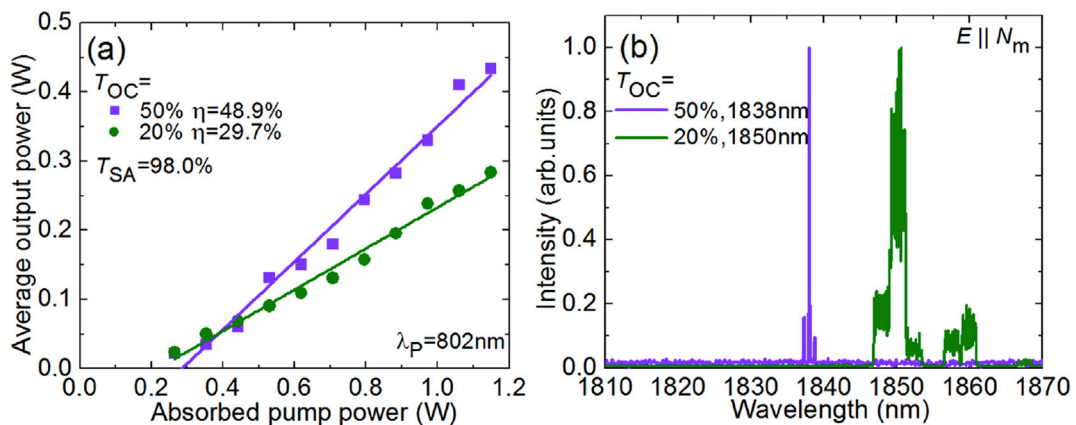 (a)
T_OC=
50% η=48.9%
20% η=29.7%
T_SA=98.0%
λ_P=802nm
Average output power (W)
0.0
0.1
0.2
0.3
0.4
0.5
0.2
0.4
0.6
0.8
1.0
1.2
Absorbed pump power (W)
(b)
E || N_m
T_OC=
50%,1838nm
20%,1850nm
Intensity (arb.units)
0.0
0.2
0.4
0.6
0.8
1.0
1810 1820 1830 1840 1850 1860 1870
Wavelength (nm)